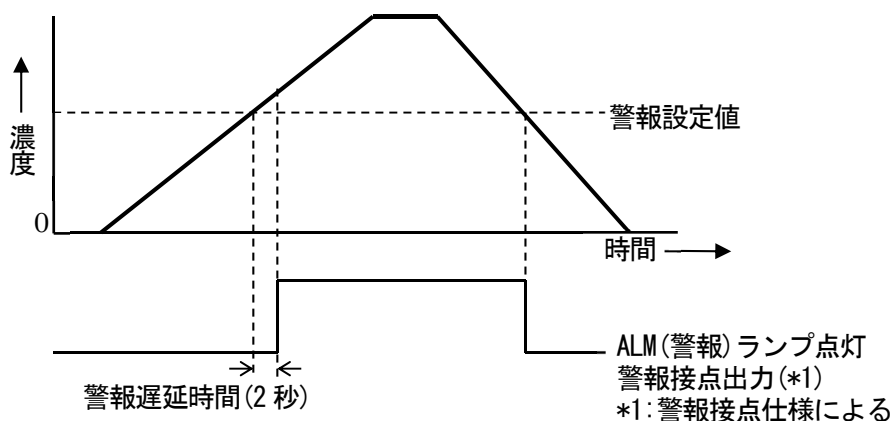 濃度
警報設定値
0
時間
ALM(警報)ランプ点灯
警報接点出力(*1)
*1:警報接点仕様による
警報遅延時間(2秒)